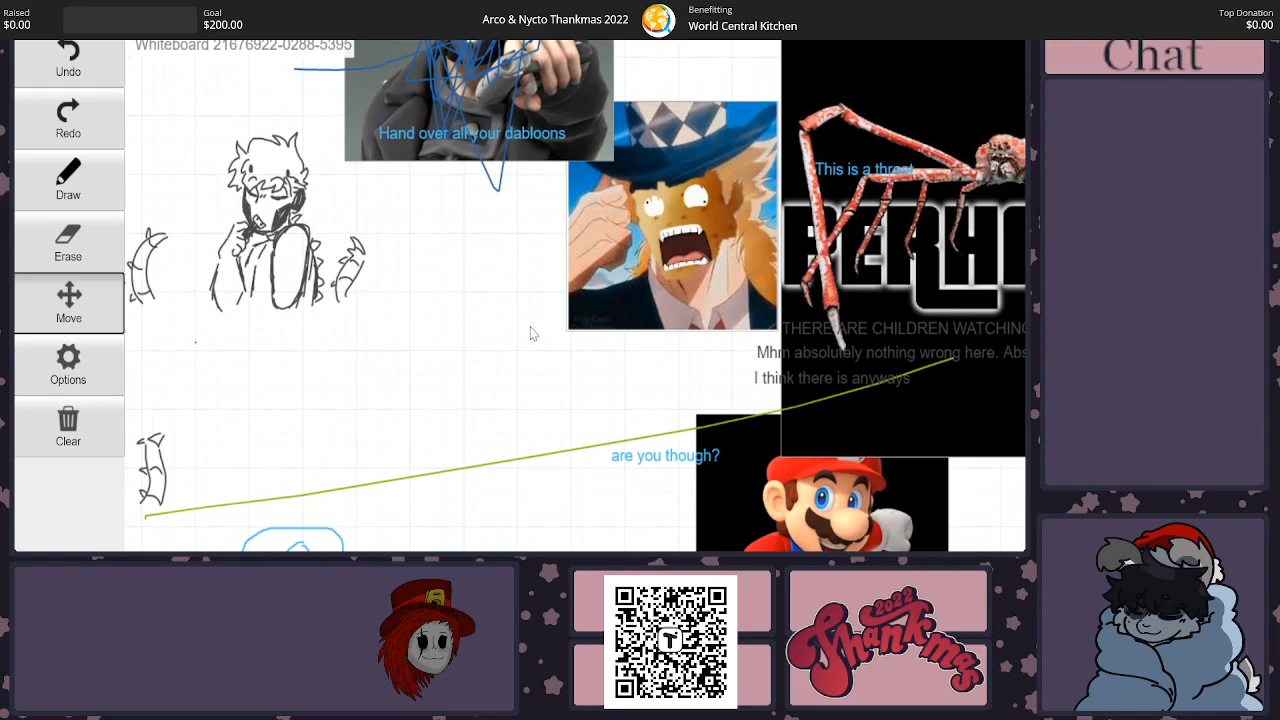 Raised
$0.00
Goal
$200.00
Arco & Nycto Thankmas 2022
Benefitting
World Central Kitchen
Top Donation
$0.00
Whiteboard 21676922-0288-5395
Undo
Redo
Draw
Erase
Move
Options
Clear
Hand over all your dabloons
This is a threat
PERH
THERE ARE CHILDREN WATCHING
Mhm absolutely nothing wrong here. Abs
I think there is anyways
are you though?
Chat
T
2022
Thankmas